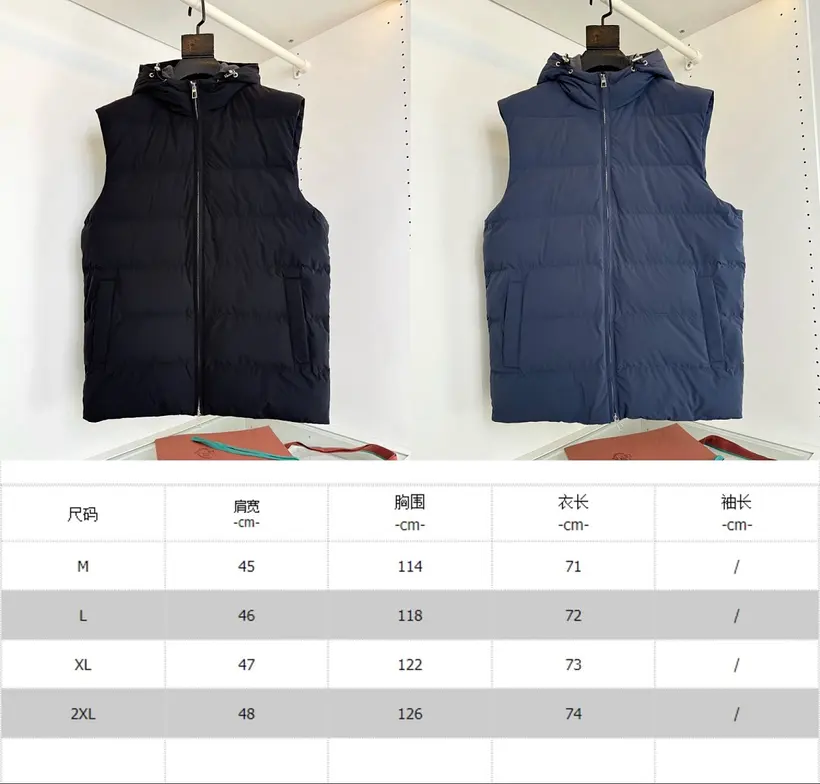 尺码 肩宽 胸围 衣长 袖长
-cm- -cm- -cm- -cm-
M 45 114 71 /
L 46 118 72 /
XL 47 122 73 /
2XL 48 126 74 /